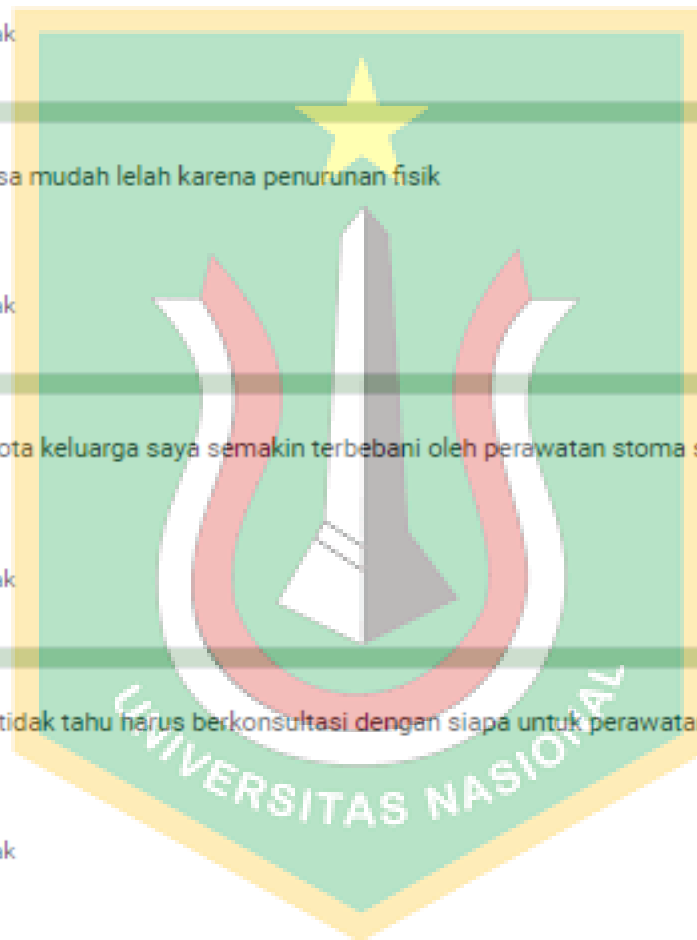 ak
sa mudah lelah karena penurunan fisik
ak
ota keluarga saya semakin terbebani oleh perawatan stoma s
ak
tidak tahu harus berkonsultasi dengan siapa untuk perawata
UNIVERSITAS NASIONAL
ak